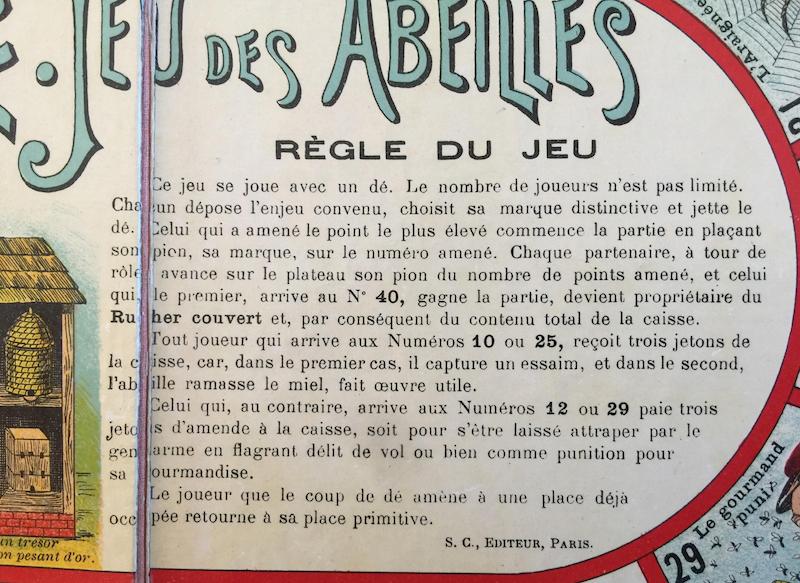 E. JEU DES ABEILLES
RÈGLE DU JEU
Ce jeu se joue avec un dé. Le nombre de joueurs n'est pas limité.
Chacun dépose l'enjeu convenu, choisit sa marque distinctive et jette le
dé. Celui qui a amené le point le plus élevé commence la partie en plaçant
son pion, sa marque, sur le numéro amené. Chaque partenaire, à tour de
rôle avance sur le plateau son pion du nombre de points amené, et celui
qui, le premier, arrive au N° 40, gagne la partie, devient propriétaire du
Rucher couvert et, par conséquent du contenu total de la caisse.
Tout joueur qui arrive aux Numéros 10 ou 25, reçoit trois jetons de
la caisse, car, dans le premier cas, il capture un essaim, et dans le second,
l'abeille ramasse le miel, fait œuvre utile.
Celui qui, au contraire, arrive aux Numéros 12 ou 29 paie trois
jetons d'amende à la caisse, soit pour s'être laissé attraper par le
gendarme en flagrant délit de vol ou bien comme punition pour
sa gourmandise.
Le joueur que le coup de dé amène à une place déjà
occupée retourne à sa place primitive.
S. C., EDITEUR, PARIS.
un trésor
on pesant d'or.
L'Araignée
29 Le gourmand
puni